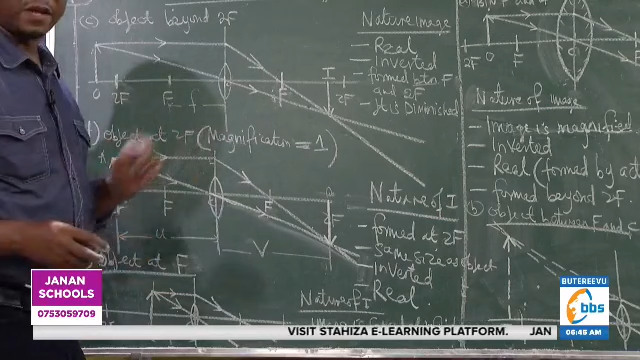 (c) Object beyond 2F
O 2F F f F I 2F
Nature Image
- Real
- Inverted
- formed btn F
and 2F
- It is Diminished
) Object at 2F (Magnification = 1)
F F 2F
u V
Nature of I
- formed at 2F
- Same size as object
- Inverted
- Real
object at F
Nature of I
2F O F C F
Nature of Image
- Image is magnified
- Inverted
- Real (formed by act
- formed beyond 2F.
(b) Object between F and C
JANAN
SCHOOLS
0753059709
BUTEREEVU
bbs
06:45 AM
VISIT STAHIZA E-LEARNING PLATFORM. JAN